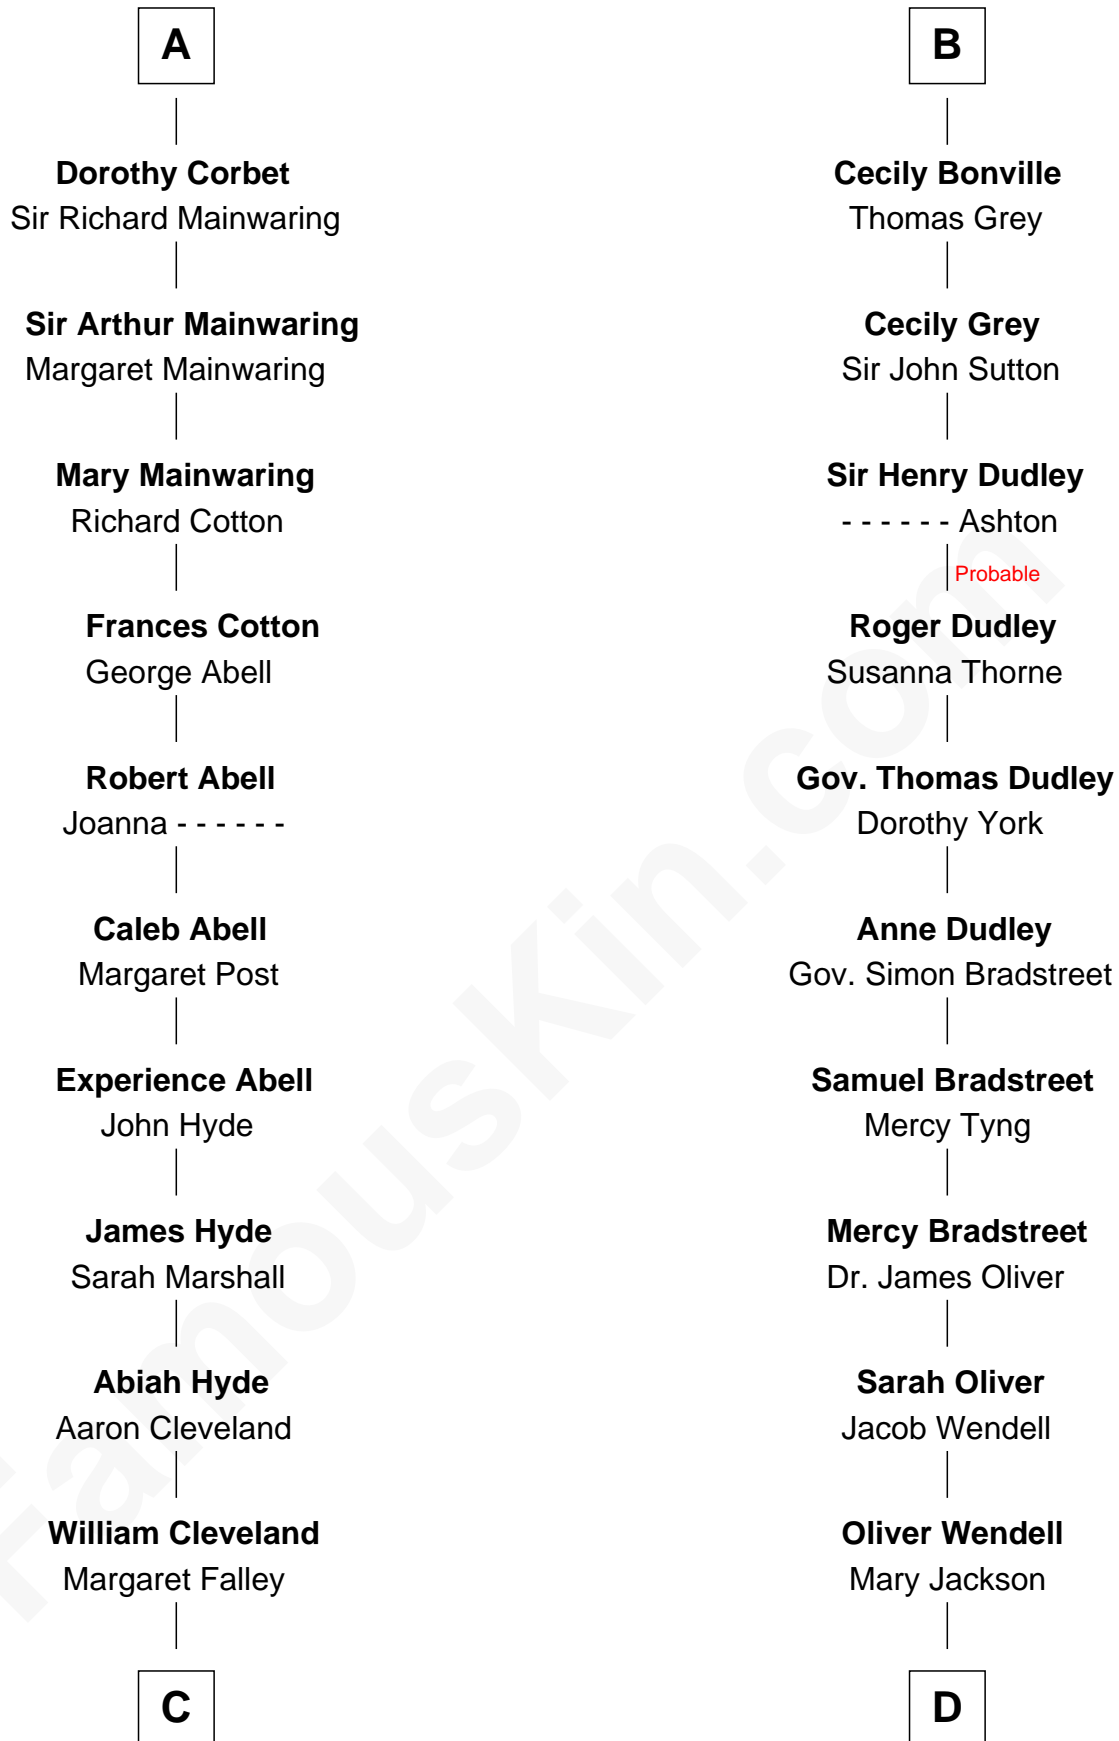 A
Dorothy Corbet
Sir Richard Mainwaring
Sir Arthur Mainwaring
Margaret Mainwaring
Mary Mainwaring
Richard Cotton
Frances Cotton
George Abell
Robert Abell
Joanna - - - - - -
Caleb Abell
Margaret Post
Experience Abell
John Hyde
James Hyde
Sarah Marshall
Abiah Hyde
Aaron Cleveland
William Cleveland
Margaret Falley
C
B
Cecily Bonville
Thomas Grey
Cecily Grey
Sir John Sutton
Sir Henry Dudley
- - - - - - Ashton
Probable
Roger Dudley
Susanna Thorne
Gov. Thomas Dudley
Dorothy York
Anne Dudley
Gov. Simon Bradstreet
Samuel Bradstreet
Mercy Tyng
Mercy Bradstreet
Dr. James Oliver
Sarah Oliver
Jacob Wendell
Oliver Wendell
Mary Jackson
D
FamousKin.com